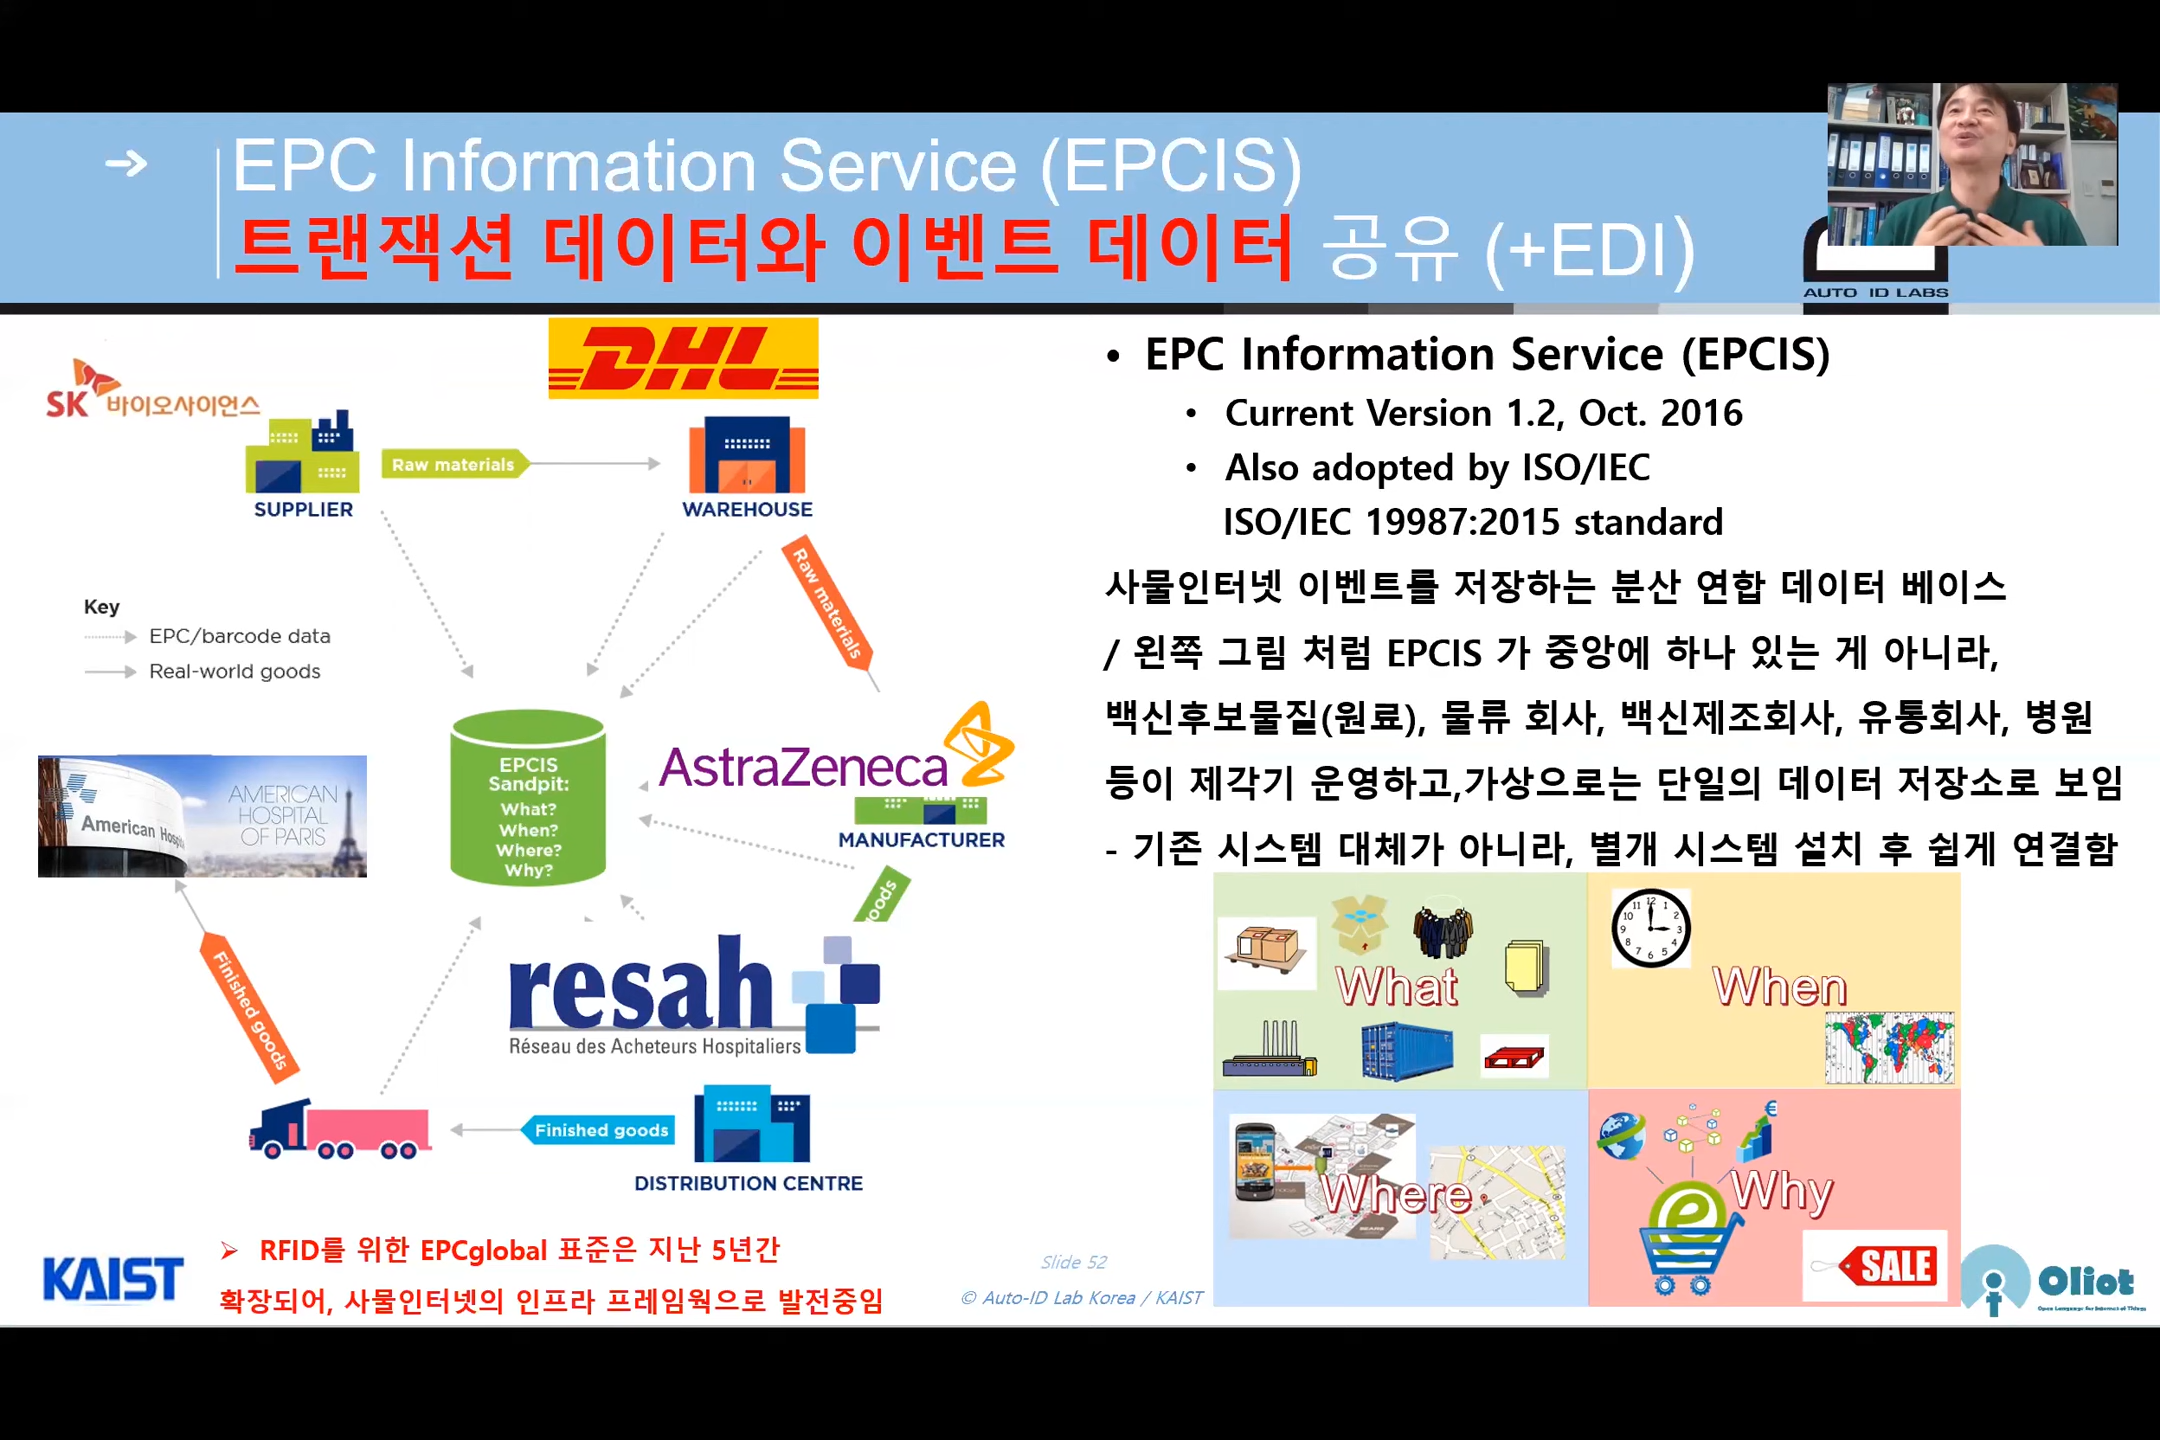 EPC Information Service (EPCIS)
트랜잭션 데이터와 이벤트 데이터 공유 (+EDI)
AUTO ID LABS
SK 바이오사이언스
DHL
Raw materials
SUPPLIER
WAREHOUSE
Raw materials
Key
EPC/barcode data
Real-world goods
EPCIS
Sandpit:
What?
When?
Where?
Why?
AstraZeneca
MANUFACTURER
American
AMERICAN
HOSPITAL
OF PARIS
goods
resah
Réseau des Acheteurs Hospitaliers
Finished goods
Finished goods
DISTRIBUTION CENTRE
• EPC Information Service (EPCIS)
• Current Version 1.2, Oct. 2016
• Also adopted by ISO/IEC
ISO/IEC 19987:2015 standard
사물인터넷 이벤트를 저장하는 분산 연합 데이터 베이스
/ 왼쪽 그림 처럼 EPCIS 가 중앙에 하나 있는 게 아니라,
백신후보물질(원료), 물류 회사, 백신제조회사, 유통회사, 병원
등이 제각기 운영하고,가상으로는 단일의 데이터 저장소로 보임
- 기존 시스템 대체가 아니라, 별개 시스템 설치 후 쉽게 연결함
What
When
Where
Why
SALE
KAIST
➢ RFID를 위한 EPCglobal 표준은 지난 5년간
확장되어, 사물인터넷의 인프라 프레임웍으로 발전중임
Slide 52
© Auto-ID Lab Korea / KAIST
Oliot
Open Language for Internet of Things